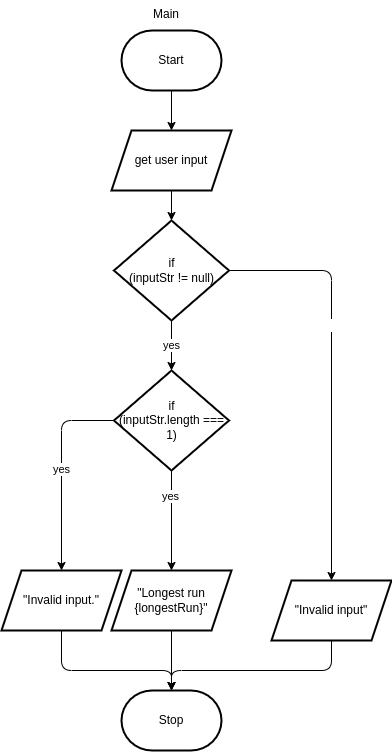 Main
Start
get user input
if
(inputStr != null)
yes
if
(inputStr.length ===
1)
yes
yes
"Invalid input."
"Longest run
{longestRun}"
"Invalid input"
Stop